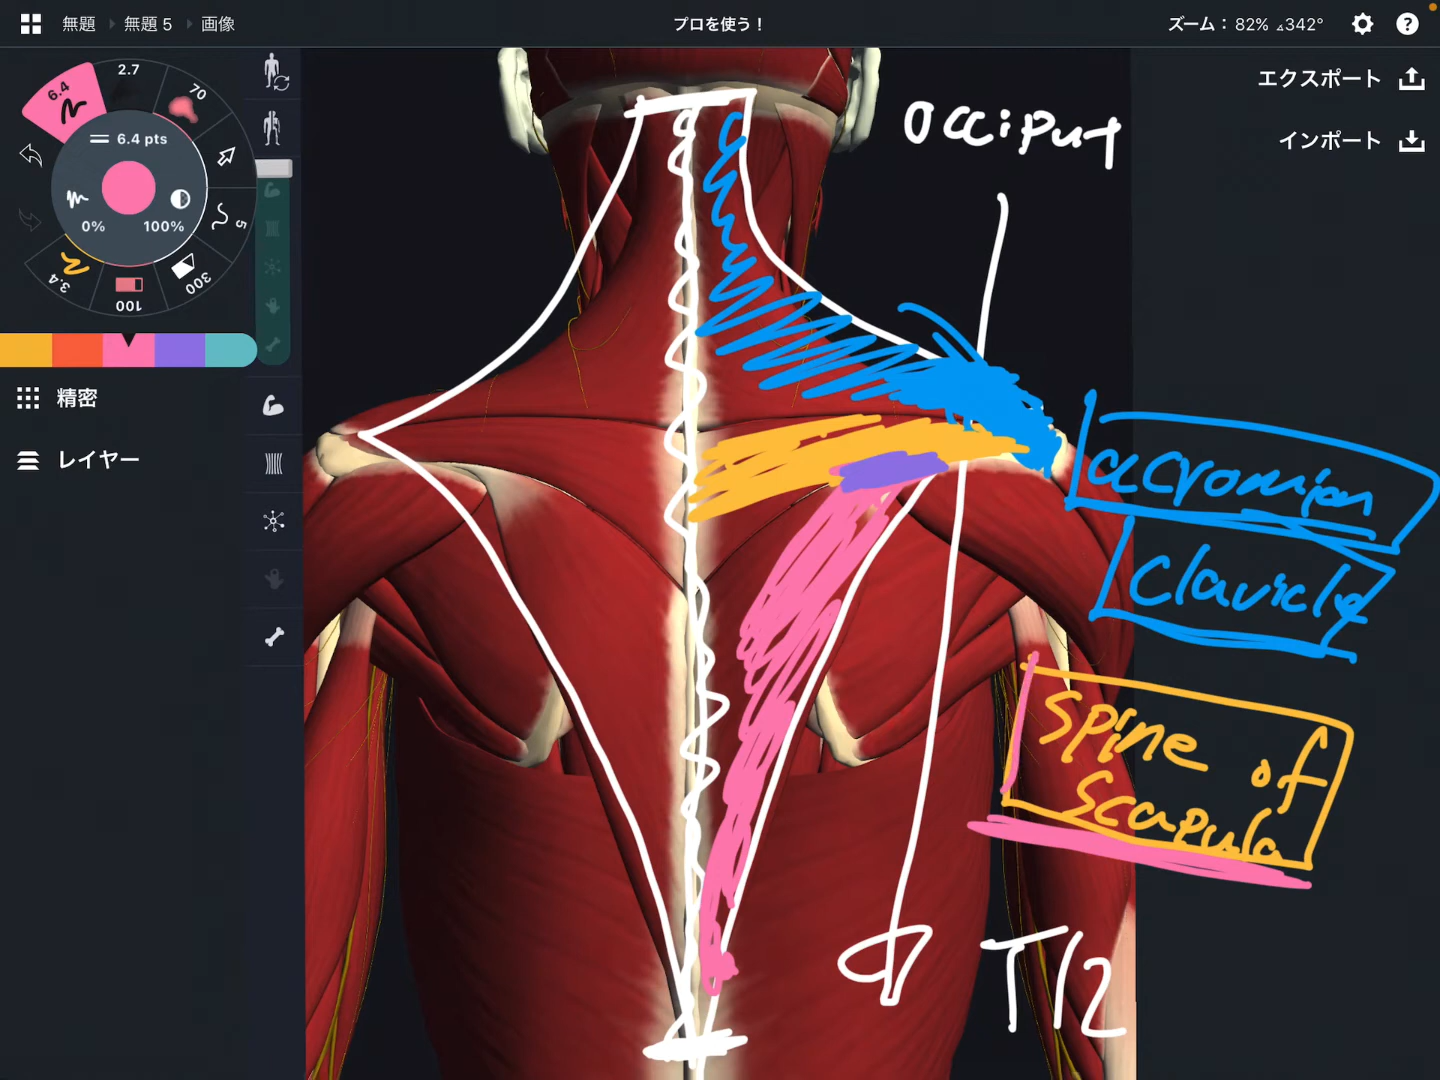 無題 無題 5 画像
プロを使う！
ズーム： 82% ⊿342°
エクスポート
インポート
6.4
2.7
70
6.4 pts
0%
100%
5
3.4
100
300
精密
レイヤー
Occiput
acromion
clavicle
Spine of
Scapula
T12